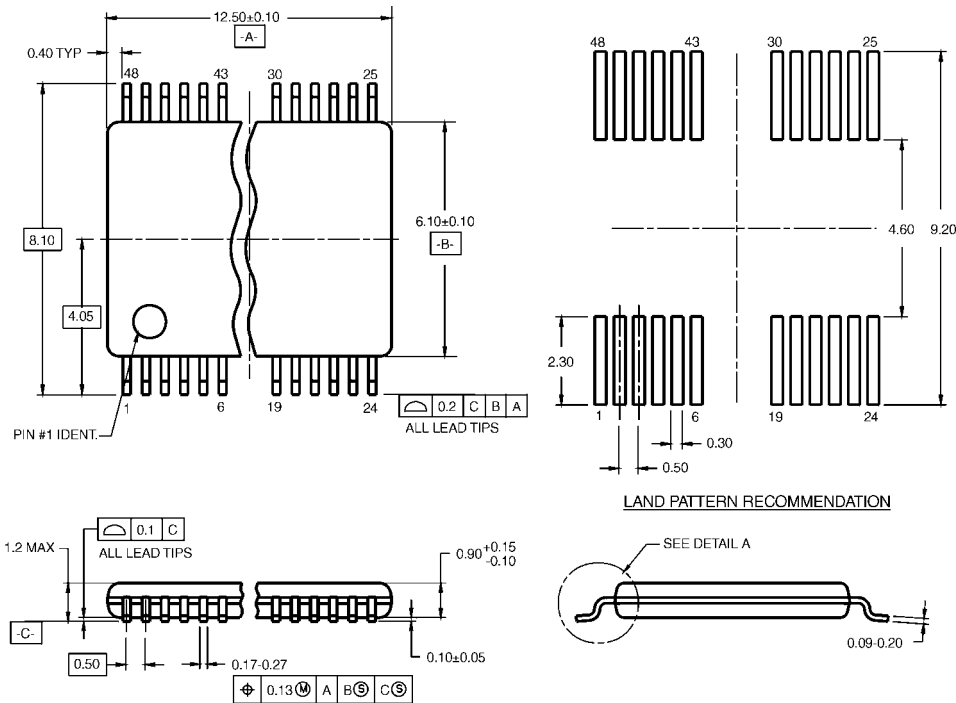 12.50±0.10
-A-
0.40 TYP
48 43 30 25
8.10
4.05
6.10±0.10
-B-
1 6 19 24
PIN #1 IDENT.
⌓ 0.2 C B A
ALL LEAD TIPS
48 43 30 25
4.60
9.20
2.30
1 6 19 24
0.30
0.50
LAND PATTERN RECOMMENDATION
⌓ 0.1 C
ALL LEAD TIPS
1.2 MAX
0.90 +0.15
-0.10
-C-
0.50
0.17-0.27
0.10±0.05
⌖ 0.13 Ⓜ A BⓈ CⓈ
SEE DETAIL A
0.09-0.20